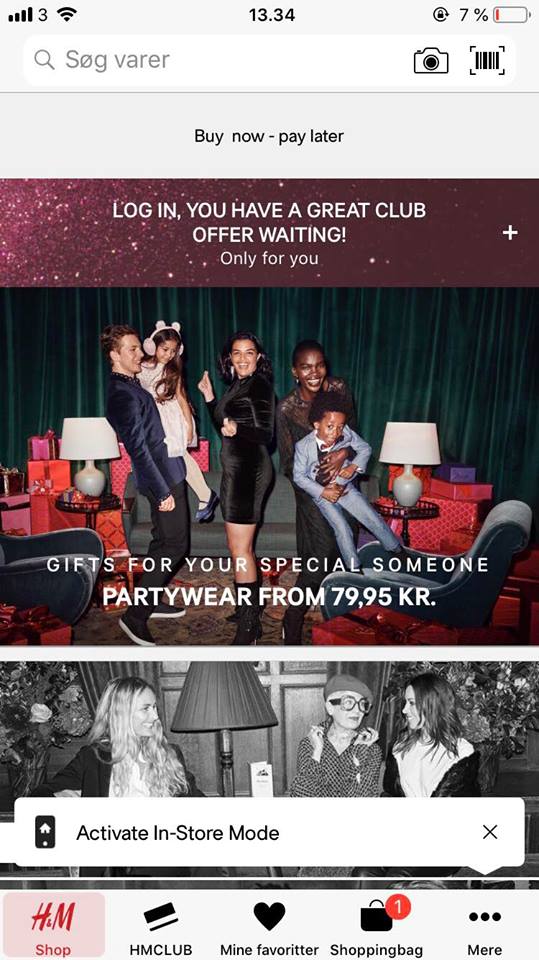 3
13.34
7 %
Søg varer
Buy now - pay later
LOG IN, YOU HAVE A GREAT CLUB
OFFER WAITING!
+
Only for you
GIFTS FOR YOUR SPECIAL SOMEONE
PARTYWEAR FROM 79,95 KR.
Activate In-Store Mode
1
H&M
Shop
HMCLUB
Mine favoritter
Shoppingbag
Mere